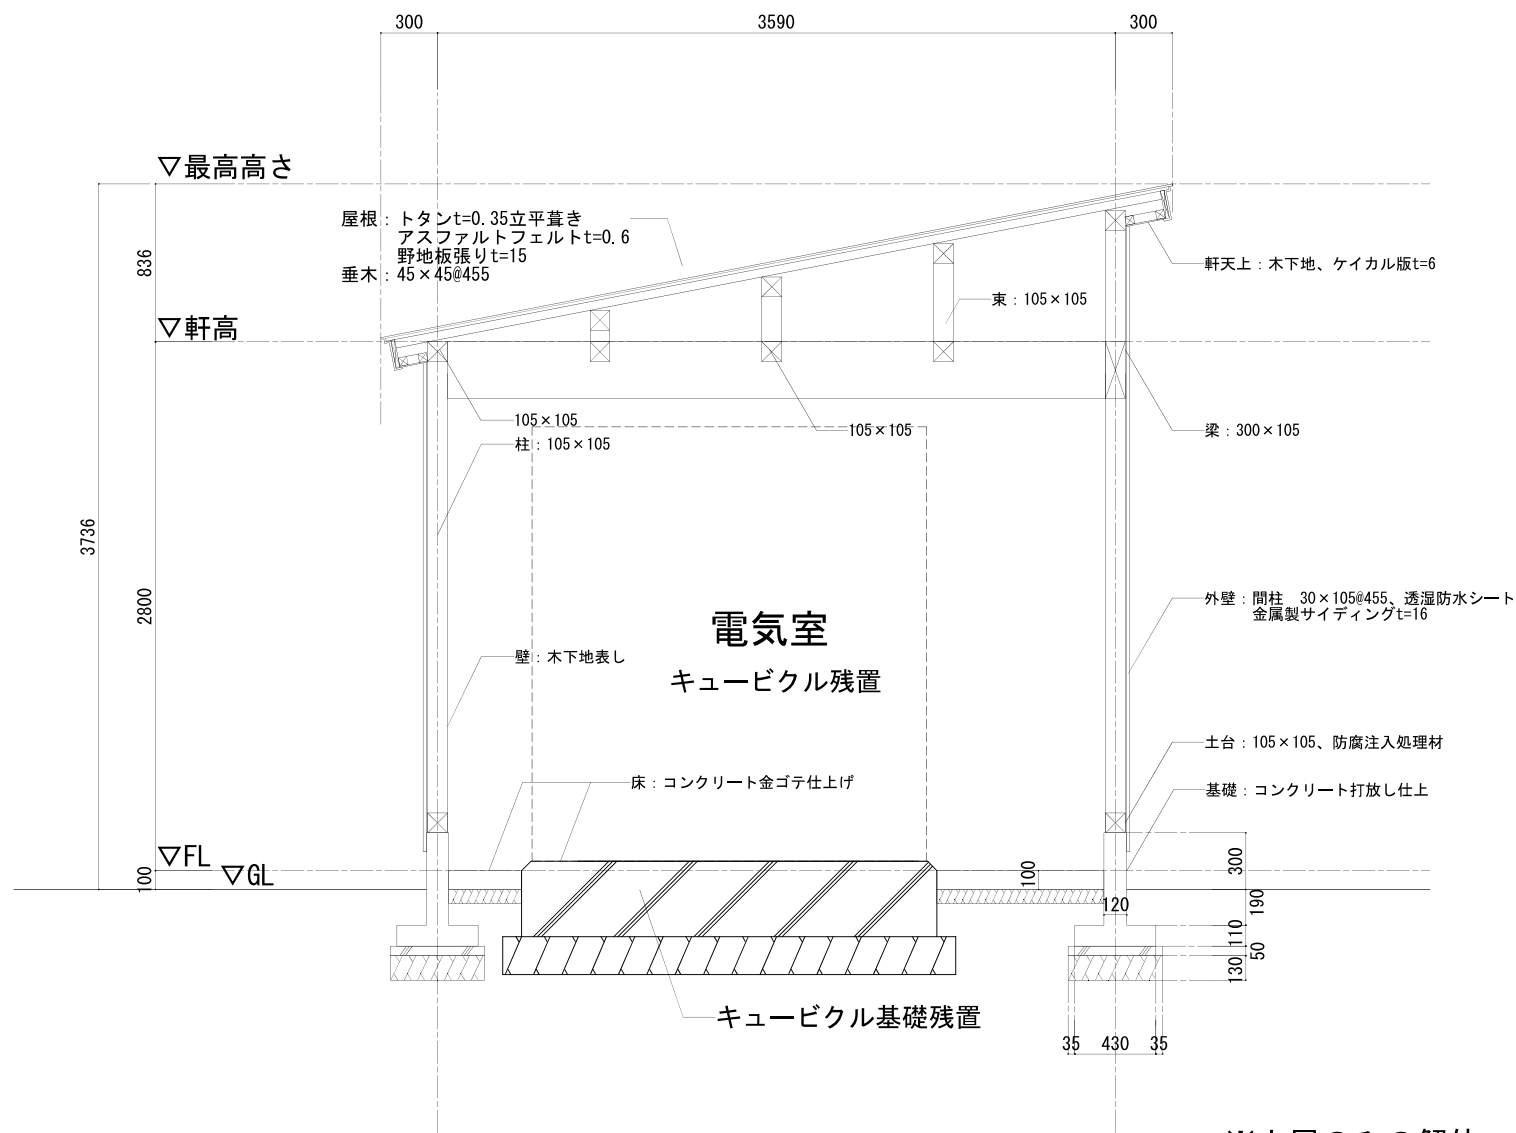 300
3590
300
▽最高高さ
屋根：トタンt=0.35立平葺き
アスファルトフェルトt=0.6
野地板張りt=15
垂木：45×45@455
836
軒天上：木下地、ケイカル版t=6
束：105×105
▽軒高
105×105
105×105
梁：300×105
柱：105×105
3736
2800
外壁：間柱　30×105@455、透湿防水シート
金属製サイディングt=16
電気室
キュービクル残置
壁：木下地表し
土台：105×105、防腐注入処理材
床：コンクリート金ゴテ仕上げ
基礎：コンクリート打放し仕上
▽FL
▽GL
100
100
300
120
190
110
50
130
キュービクル基礎残置
35
430
35